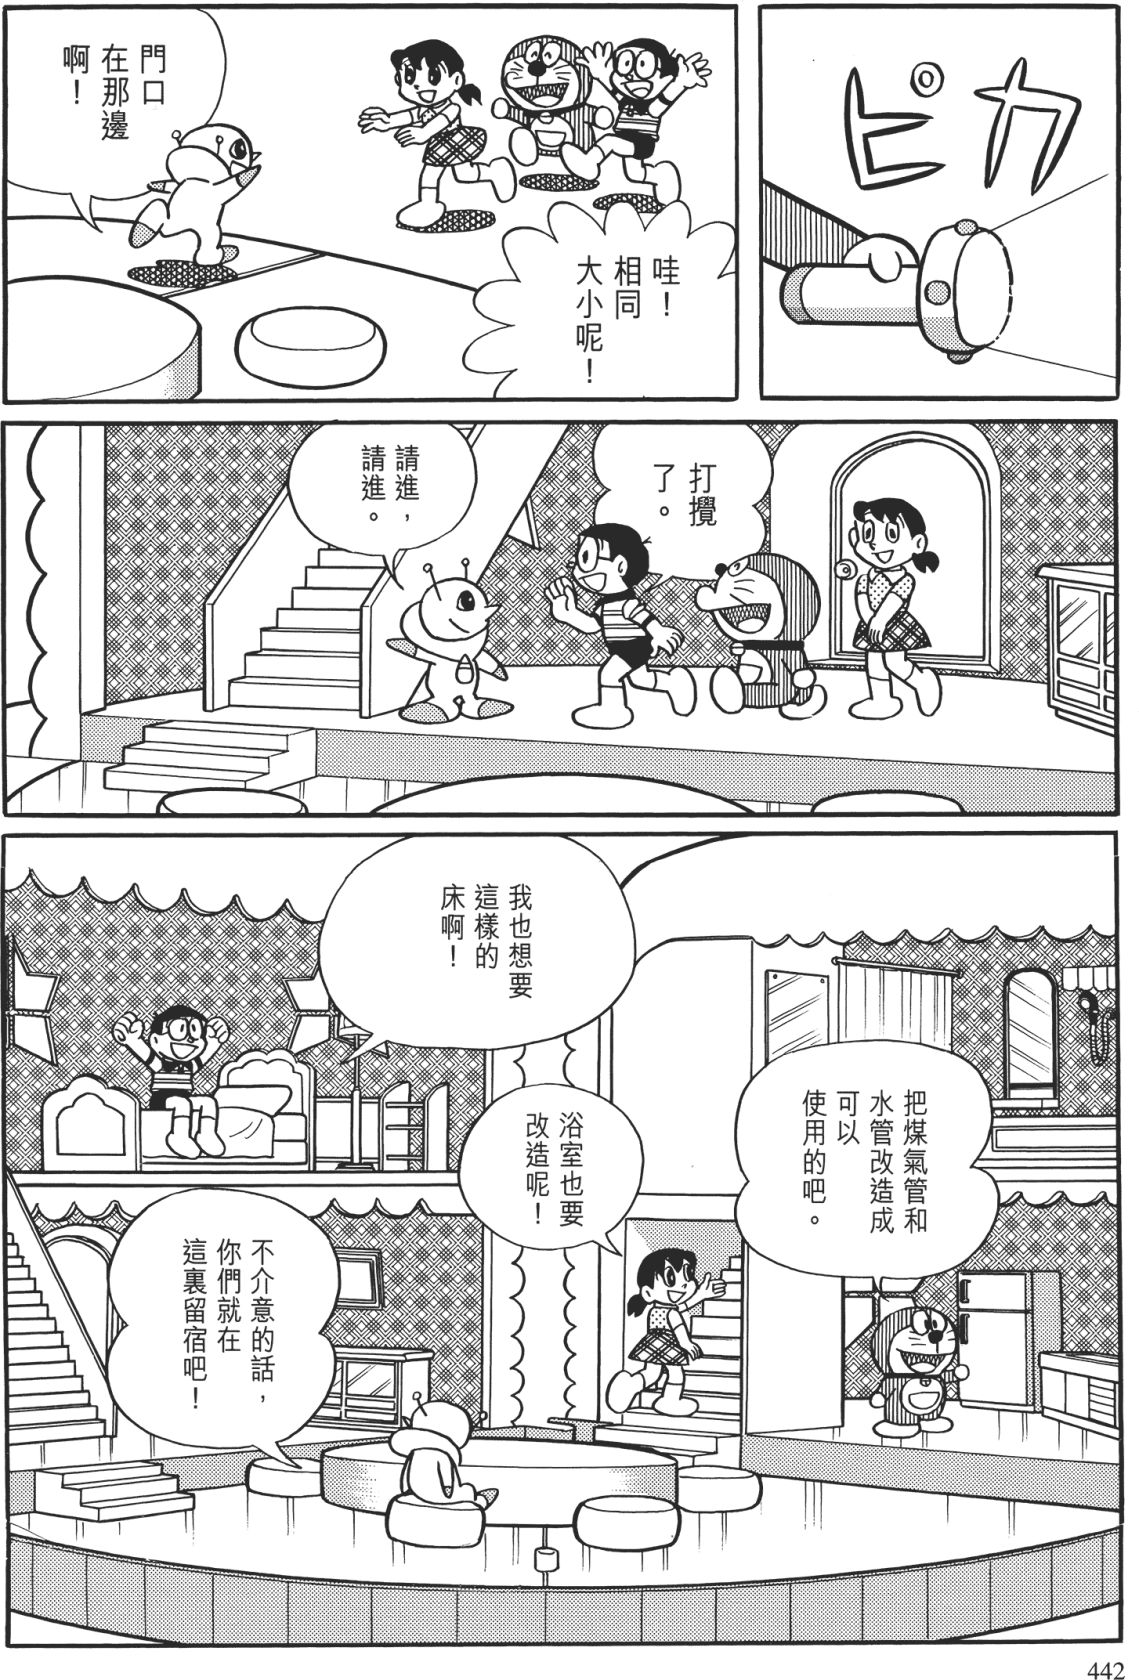 ピカッ
哇！
相同
大小呢！
門口
在那邊
啊！
打攪
了。
請進，
請進。
我也想要
這樣的
床啊！
把煤氣管和
水管改造成
可以
使用的吧。
浴室也要
改造呢！
不介意的話，
你們就在
這裏留宿吧！
442